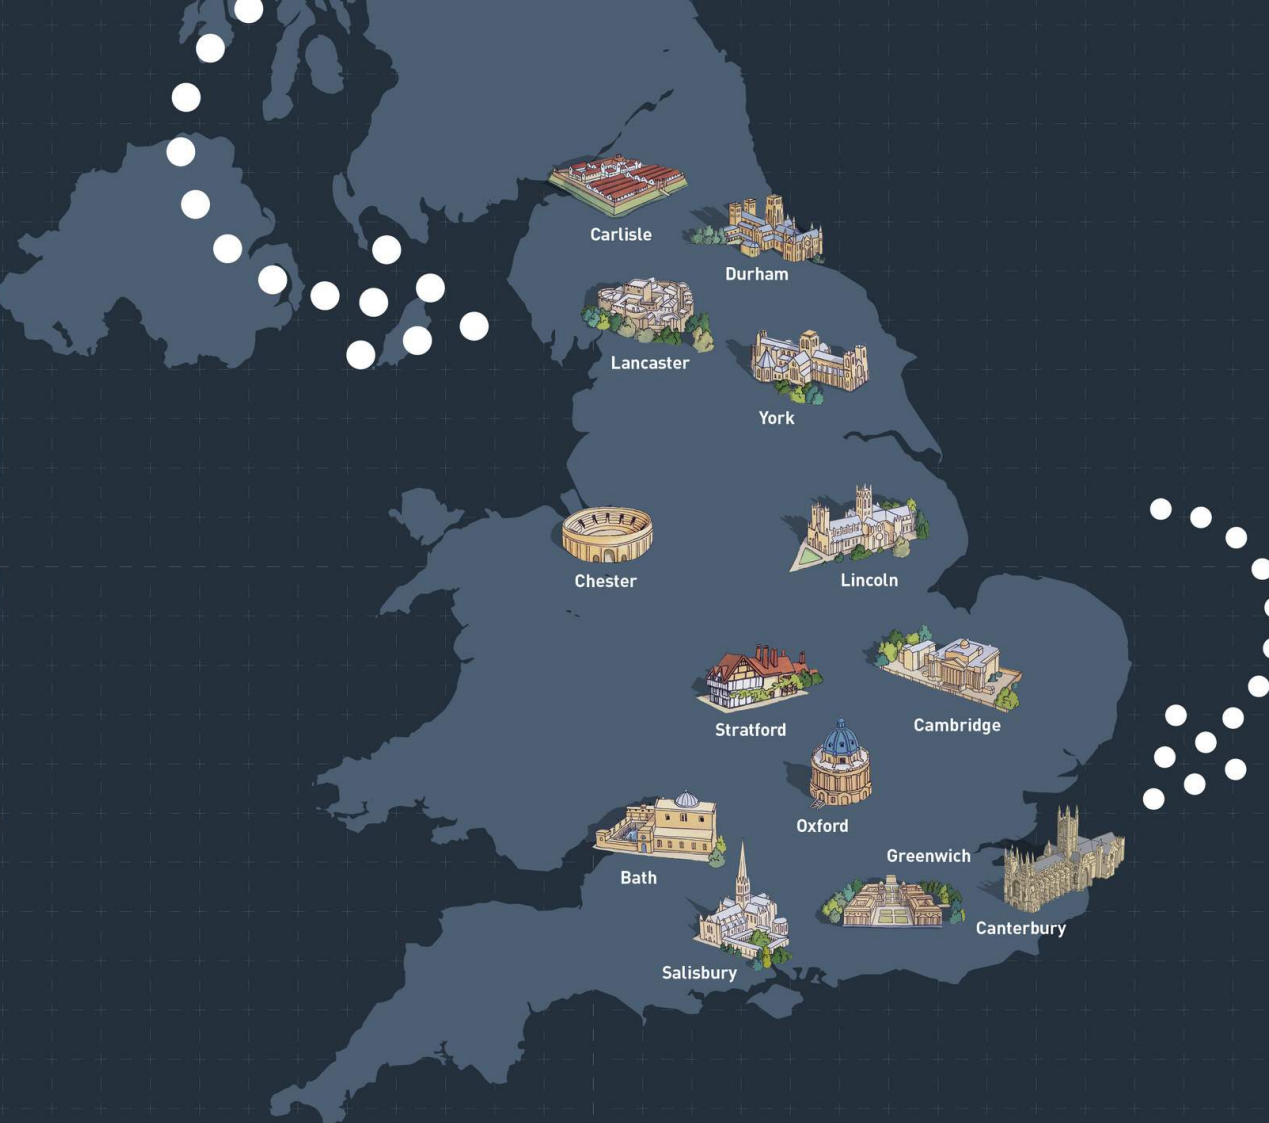 Carlisle
Durham
Lancaster
York
Chester
Lincoln
Stratford
Cambridge
Oxford
Greenwich
Bath
Canterbury
Salisbury